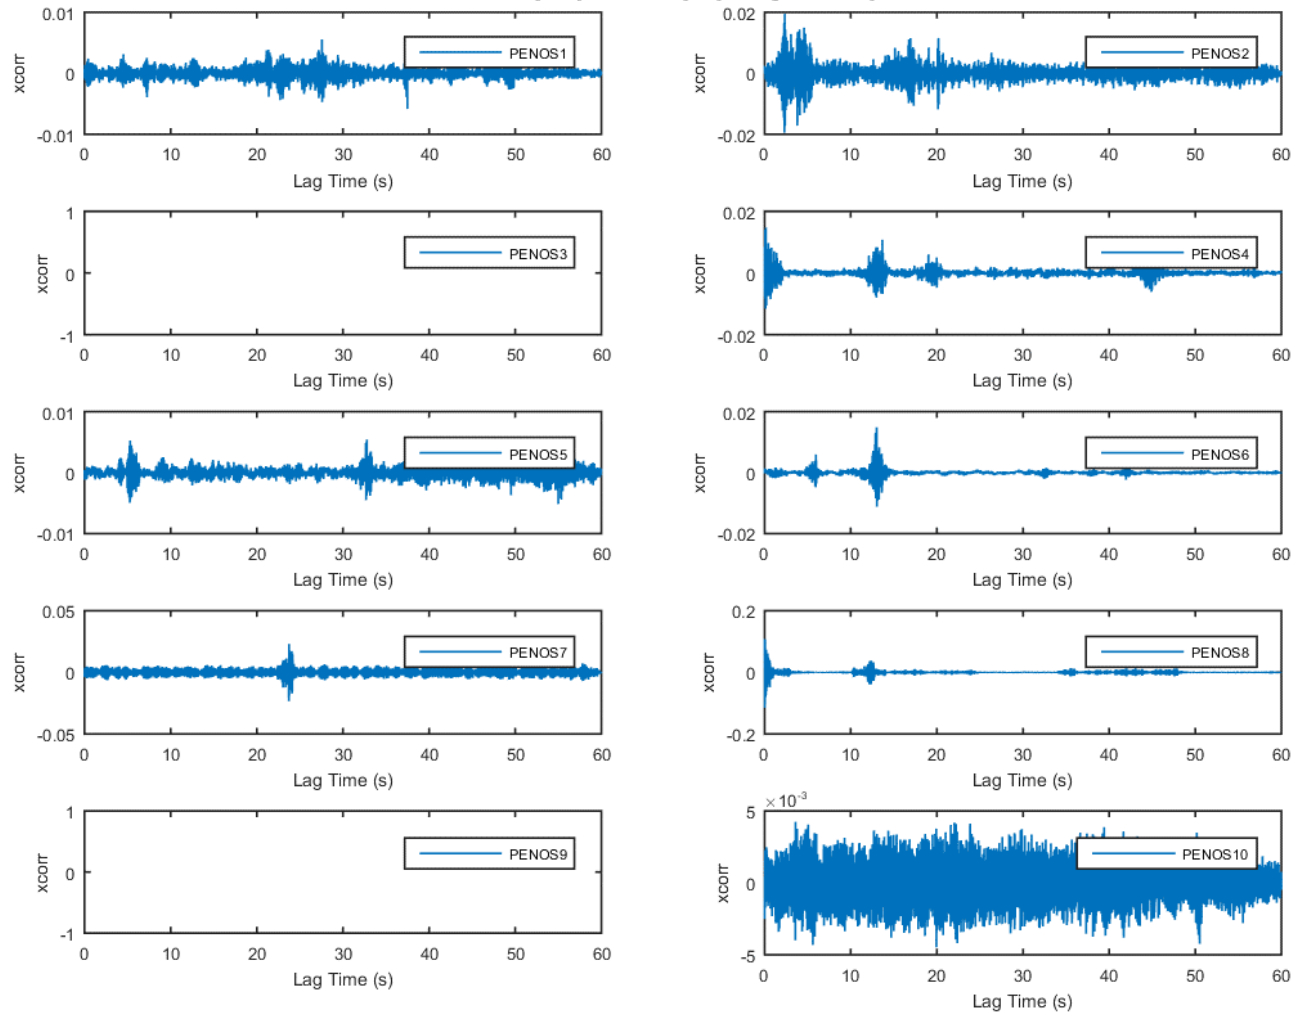 0.01
0
-0.01
xcorr
PENOS1
0 10 20 30 40 50 60
Lag Time (s)
0.02
0
-0.02
xcorr
PENOS2
0 10 20 30 40 50 60
Lag Time (s)
1
0
-1
xcorr
PENOS3
0 10 20 30 40 50 60
Lag Time (s)
0.02
0
-0.02
xcorr
PENOS4
0 10 20 30 40 50 60
Lag Time (s)
0.01
0
-0.01
xcorr
PENOS5
0 10 20 30 40 50 60
Lag Time (s)
0.02
0
-0.02
xcorr
PENOS6
0 10 20 30 40 50 60
Lag Time (s)
0.05
0
-0.05
xcorr
PENOS7
0 10 20 30 40 50 60
Lag Time (s)
0.2
0
-0.2
xcorr
PENOS8
0 10 20 30 40 50 60
Lag Time (s)
1
0
-1
xcorr
PENOS9
0 10 20 30 40 50 60
Lag Time (s)
×10⁻³
5
0
-5
xcorr
PENOS10
0 10 20 30 40 50 60
Lag Time (s)